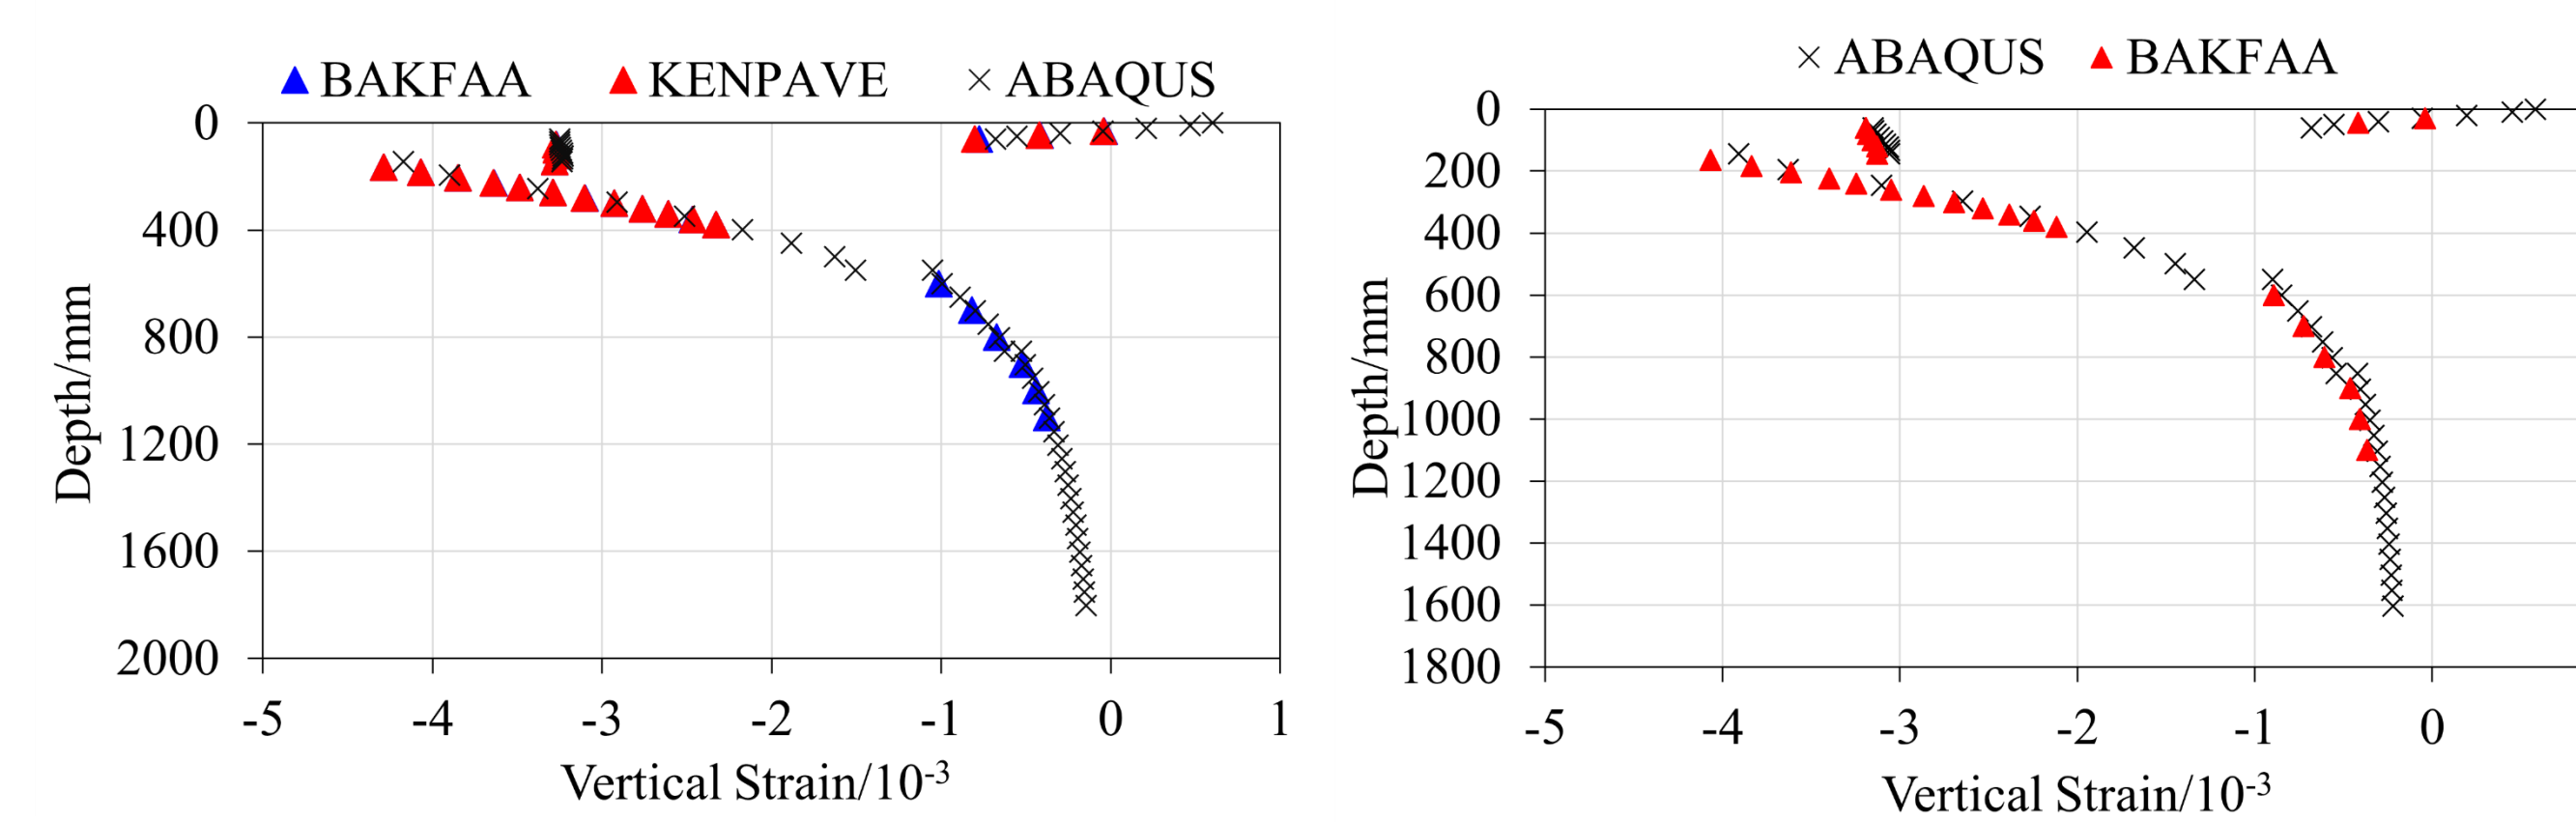 BAKFAA KENPAVE ABAQUS
0
400
800
1200
1600
2000
Depth/mm
-5 -4 -3 -2 -1 0 1
Vertical Strain/10-3
ABAQUS BAKFAA
0
200
400
600
800
1000
1200
1400
1600
1800
Depth/mm
-5 -4 -3 -2 -1 0
Vertical Strain/10-3